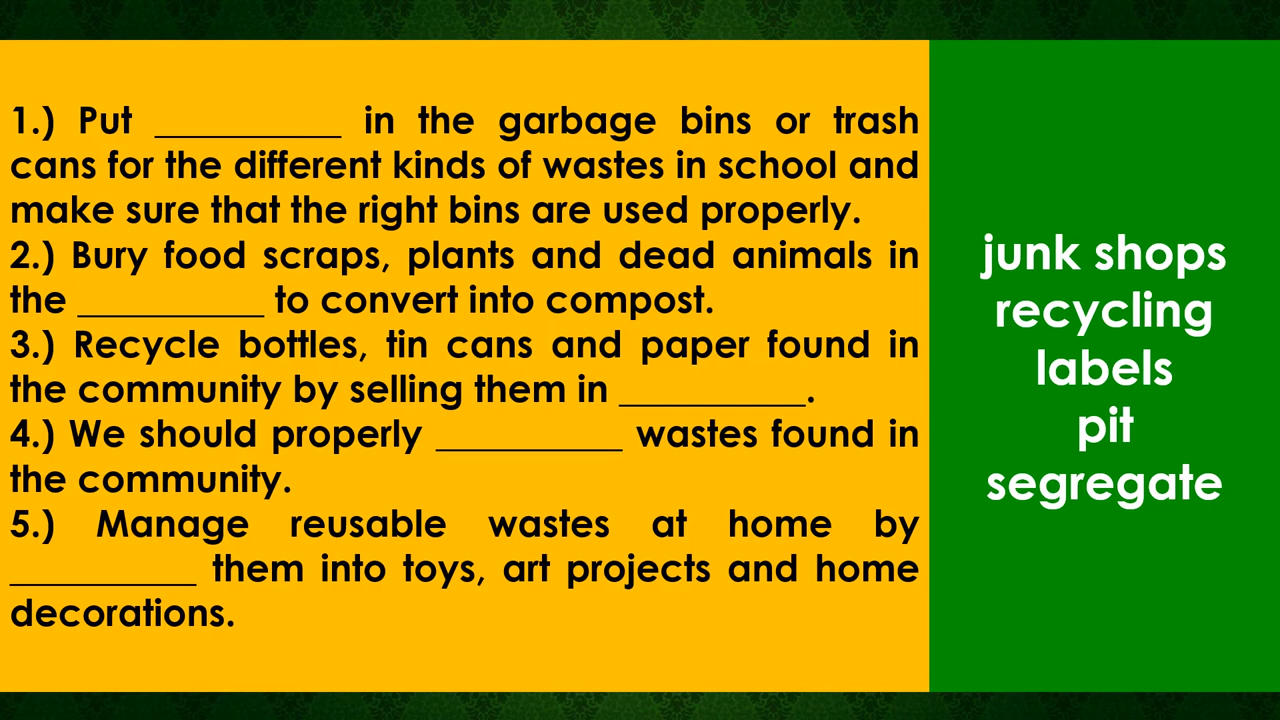 1.) Put __________ in the garbage bins or trash
cans for the different kinds of wastes in school and
make sure that the right bins are used properly.
2.) Bury food scraps, plants and dead animals in
the __________ to convert into compost.
3.) Recycle bottles, tin cans and paper found in
the community by selling them in __________.
4.) We should properly __________ wastes found in
the community.
5.) Manage reusable wastes at home by
__________ them into toys, art projects and home
decorations.
junk shops
recycling
labels
pit
segregate